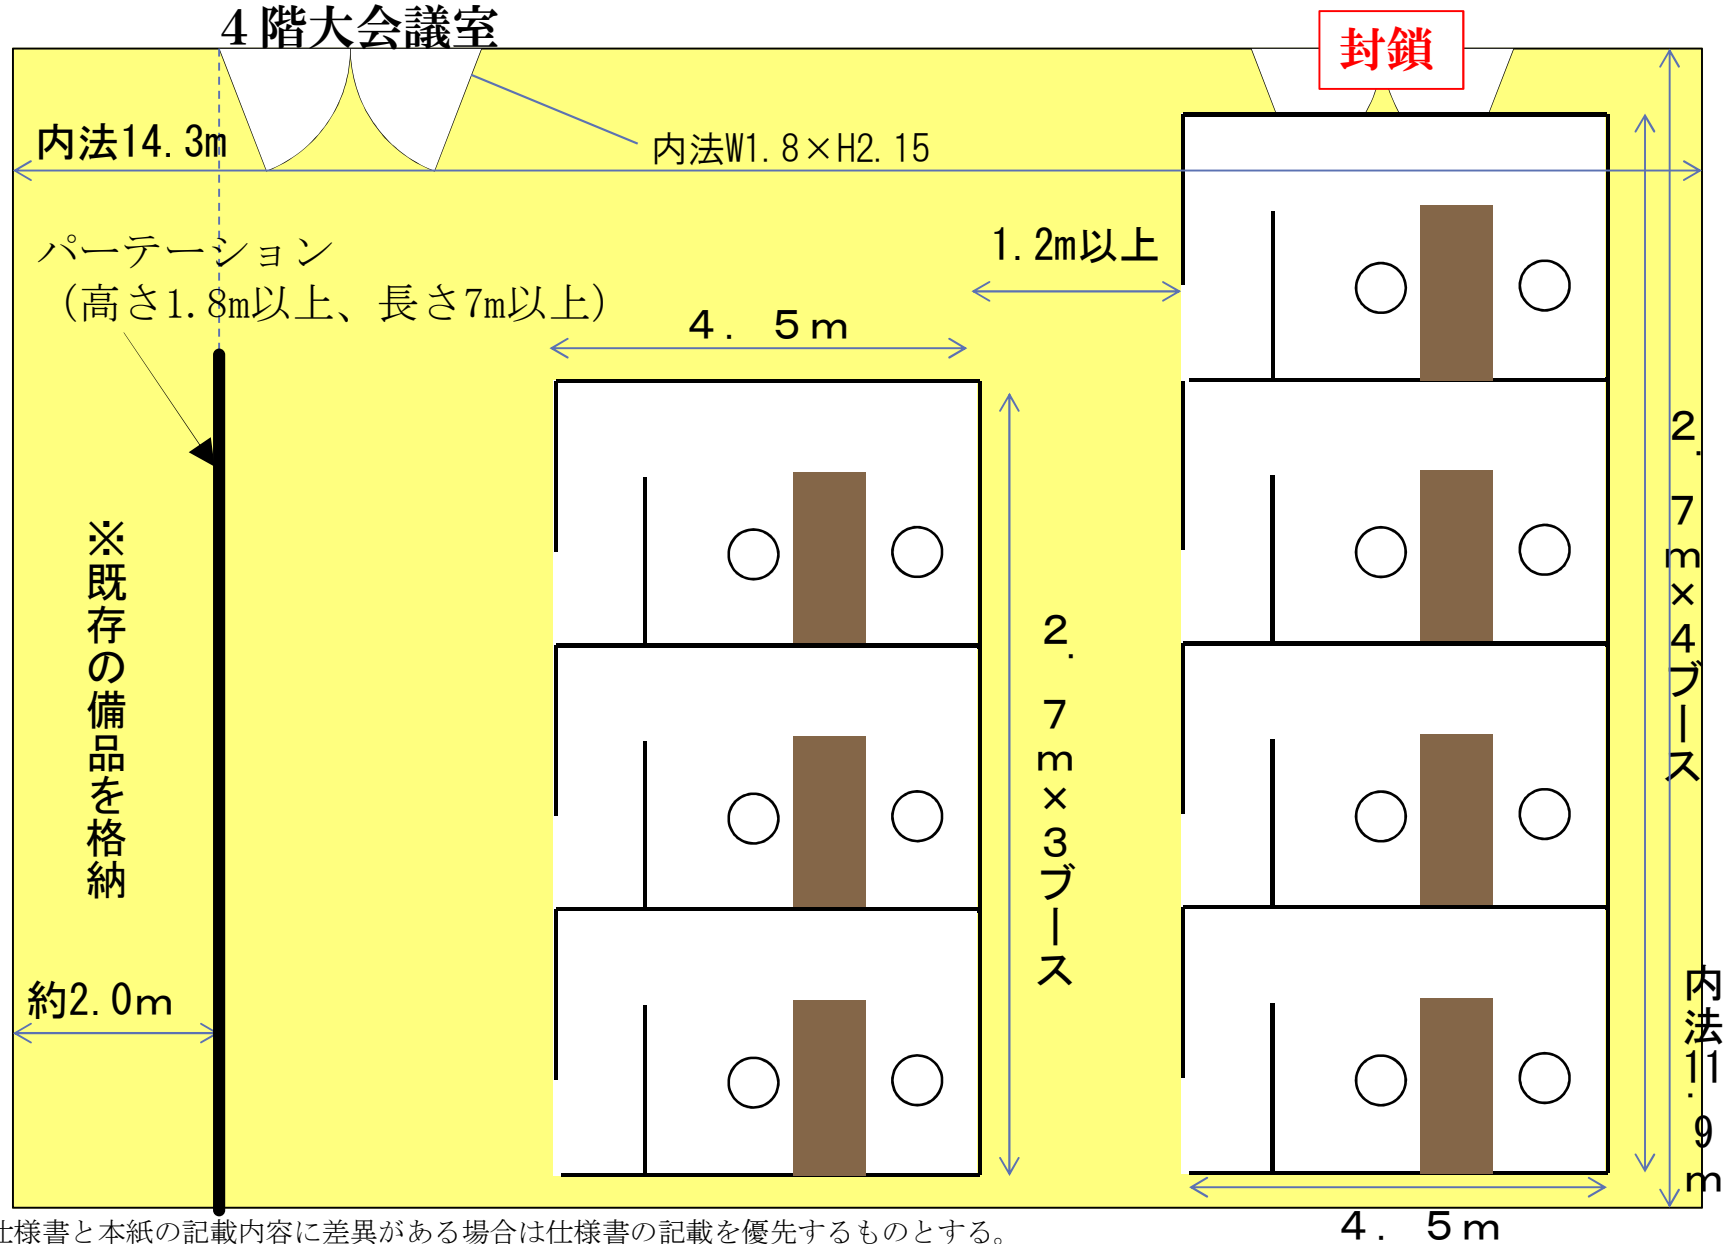 4階大会議室
封鎖
内法14.3m
内法W1.8×H2.15
パーテーション
（高さ1.8m以上、長さ7m以上）
1.2m以上
4．5m
※既存の備品を格納
2．7m×3ブース
2．7m×4ブース
約2.0m
内法11.9m
4．5m
仕様書と本紙の記載内容に差異がある場合は仕様書の記載を優先するものとする。